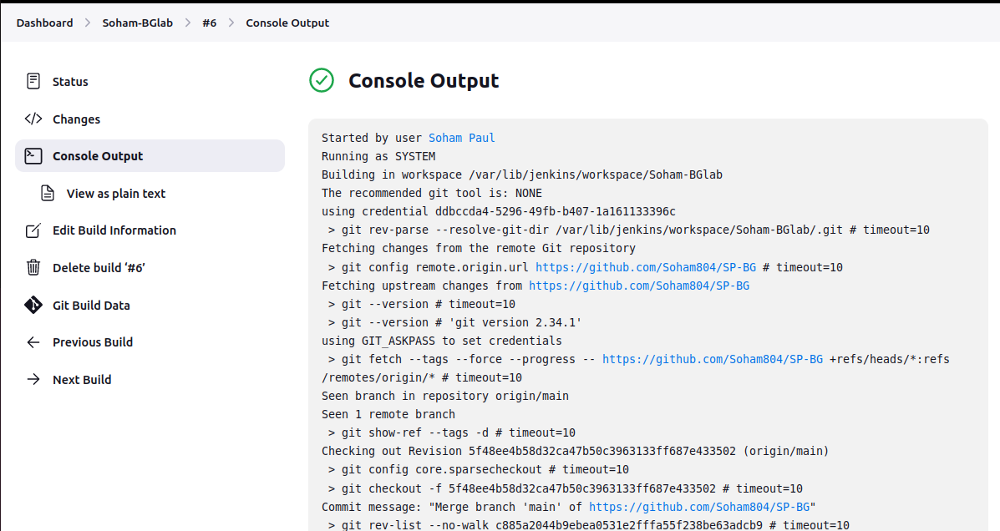 Dashboard > Soham-BGlab > #6 > Console Output
Status
Changes
Console Output
View as plain text
Edit Build Information
Delete build ‘#6’
Git Build Data
Previous Build
Next Build
Console Output
Started by user Soham Paul
Running as SYSTEM
Building in workspace /var/lib/jenkins/workspace/Soham-BGlab
The recommended git tool is: NONE
using credential ddbccda4-5296-49fb-b407-1a161133396c
 > git rev-parse --resolve-git-dir /var/lib/jenkins/workspace/Soham-BGlab/.git # timeout=10
Fetching changes from the remote Git repository
 > git config remote.origin.url https://github.com/Soham804/SP-BG # timeout=10
Fetching upstream changes from https://github.com/Soham804/SP-BG
 > git --version # timeout=10
 > git --version # 'git version 2.34.1'
using GIT_ASKPASS to set credentials
 > git fetch --tags --force --progress -- https://github.com/Soham804/SP-BG +refs/heads/*:refs
/remotes/origin/* # timeout=10
Seen branch in repository origin/main
Seen 1 remote branch
 > git show-ref --tags -d # timeout=10
Checking out Revision 5f48ee4b58d32ca47b50c3963133ff687e433502 (origin/main)
 > git config core.sparsecheckout # timeout=10
 > git checkout -f 5f48ee4b58d32ca47b50c3963133ff687e433502 # timeout=10
Commit message: "Merge branch 'main' of https://github.com/Soham804/SP-BG"
 > git rev-list --no-walk c885a2044b9ebea0531e2fffa55f238be63adcb9 # timeout=10